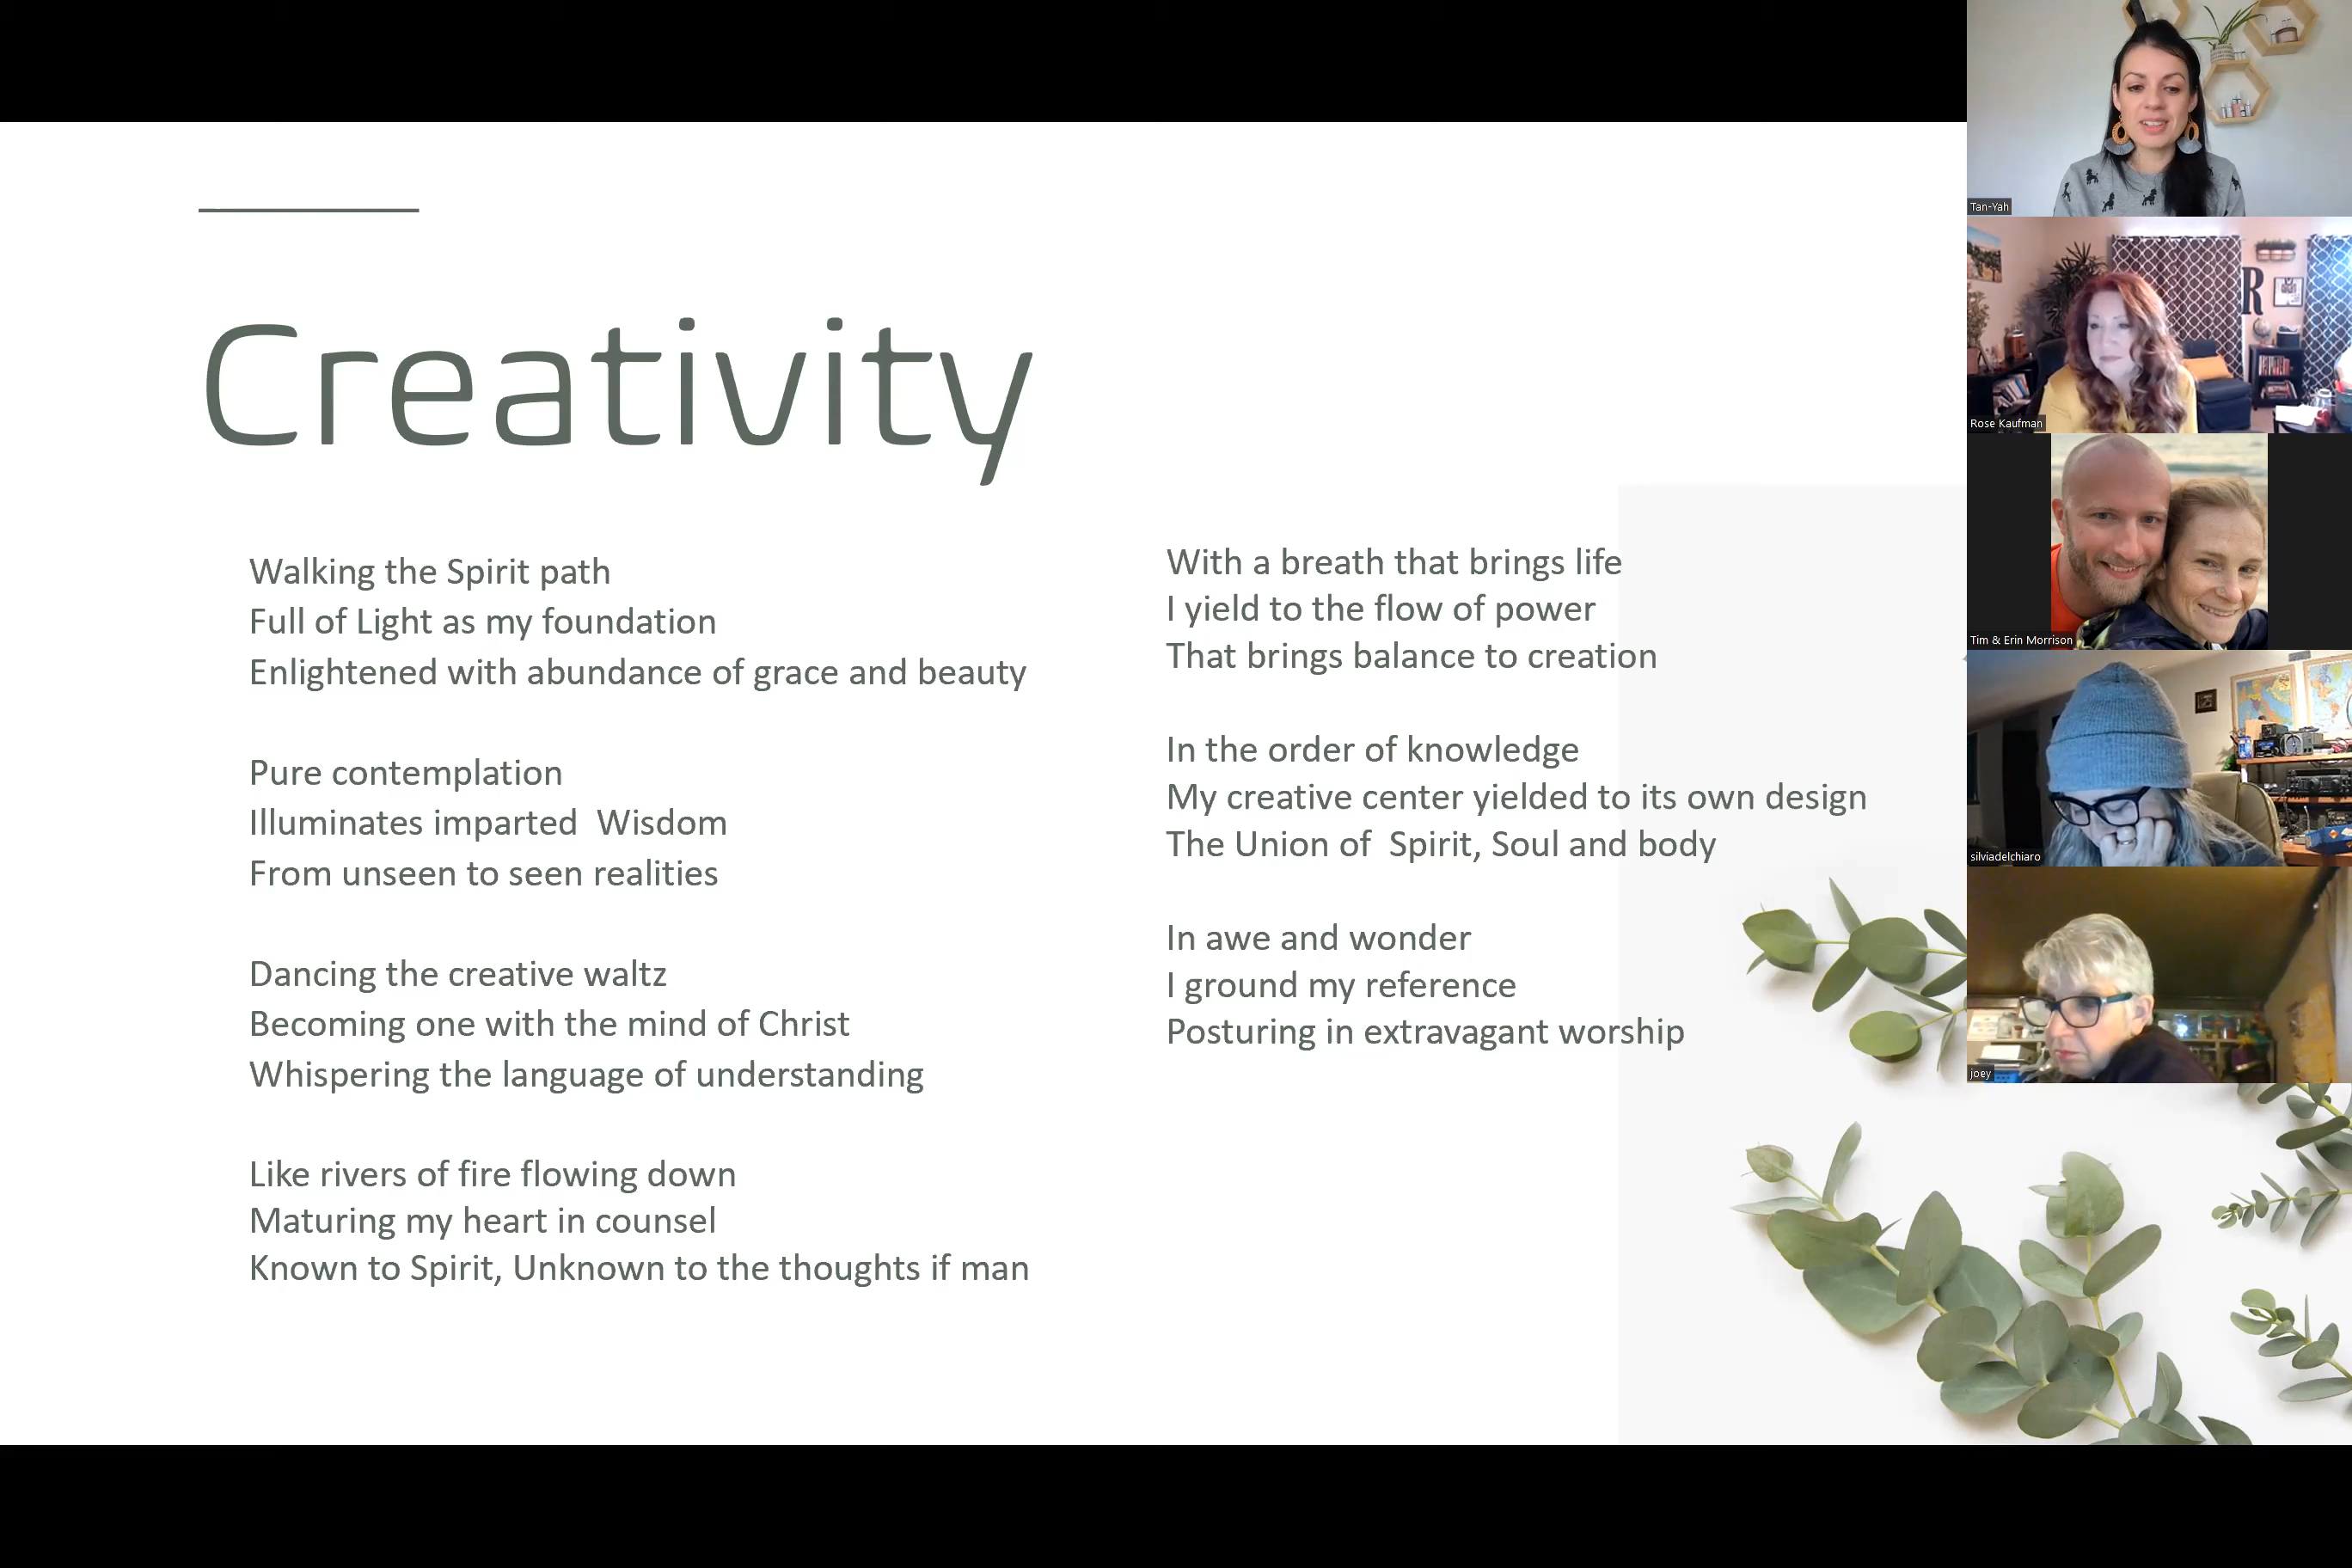 Creativity
Walking the Spirit path
Full of Light as my foundation
Enlightened with abundance of grace and beauty
Pure contemplation
Illuminates imparted  Wisdom
From unseen to seen realities
Dancing the creative waltz
Becoming one with the mind of Christ
Whispering the language of understanding
Like rivers of fire flowing down
Maturing my heart in counsel
Known to Spirit, Unknown to the thoughts if man
With a breath that brings life
I yield to the flow of power
That brings balance to creation
In the order of knowledge
My creative center yielded to its own design
The Union of  Spirit, Soul and body
In awe and wonder
I ground my reference
Posturing in extravagant worship
Tan-Yah
R
Rose Kaufman
Tim & Erin Morrison
silviadelchiaro
joey